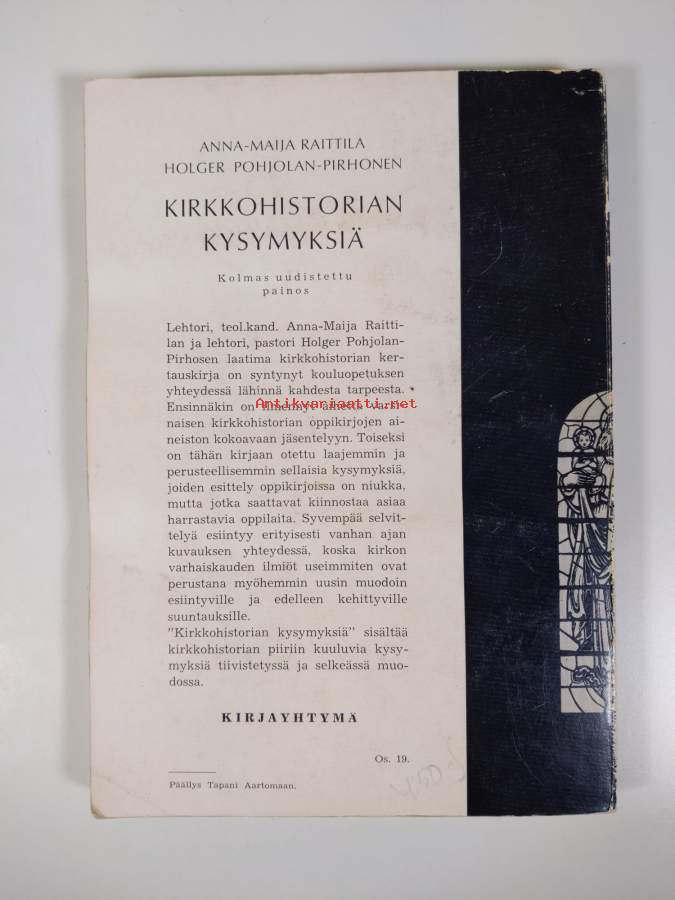 ANNA-MAIJA RAITTILA
HOLGER POHJOLAN-PIRHONEN
KIRKKOHISTORIAN
KYSYMYKSIÄ
Kolmas uudistettu
painos
Lehtori, teol.kand. Anna-Maija Raitti-
lan ja lehtori, pastori Holger Pohjolan-
Pirhosen laatima kirkkohistorian ker-
tauskirja on syntynyt kouluopetuksen
yhteydessä lähinnä kahdesta tarpeesta.
Antikvariaatti.net
Ensinnäkin on ilmennyt aihetta varsi-
naisen kirkkohistorian oppikirjojen ai-
neiston kokoavaan jäsentelyyn. Toiseksi
on tähän kirjaan otettu laajemmin ja
perusteellisemmin sellaisia kysymyksiä,
joiden esittely oppikirjoissa on niukka,
mutta jotka saattavat kiinnostaa asiaa
harrastavia oppilaita. Syvempää selvit-
telyä esiintyy erityisesti vanhan ajan
kuvauksen yhteydessä, koska kirkon
varhaiskauden ilmiöt useimmiten ovat
perustana myöhemmin uusin muodoin
esiintyville ja edelleen kehittyville
suuntauksille.
"Kirkkohistorian kysymyksiä" sisältää
kirkkohistorian piiriin kuuluvia kysy-
myksiä tiivistetyssä ja selkeässä muo-
dossa.
KIRJAYHTYMÄ
Os. 19.
Päällys Tapani Aartomaan.